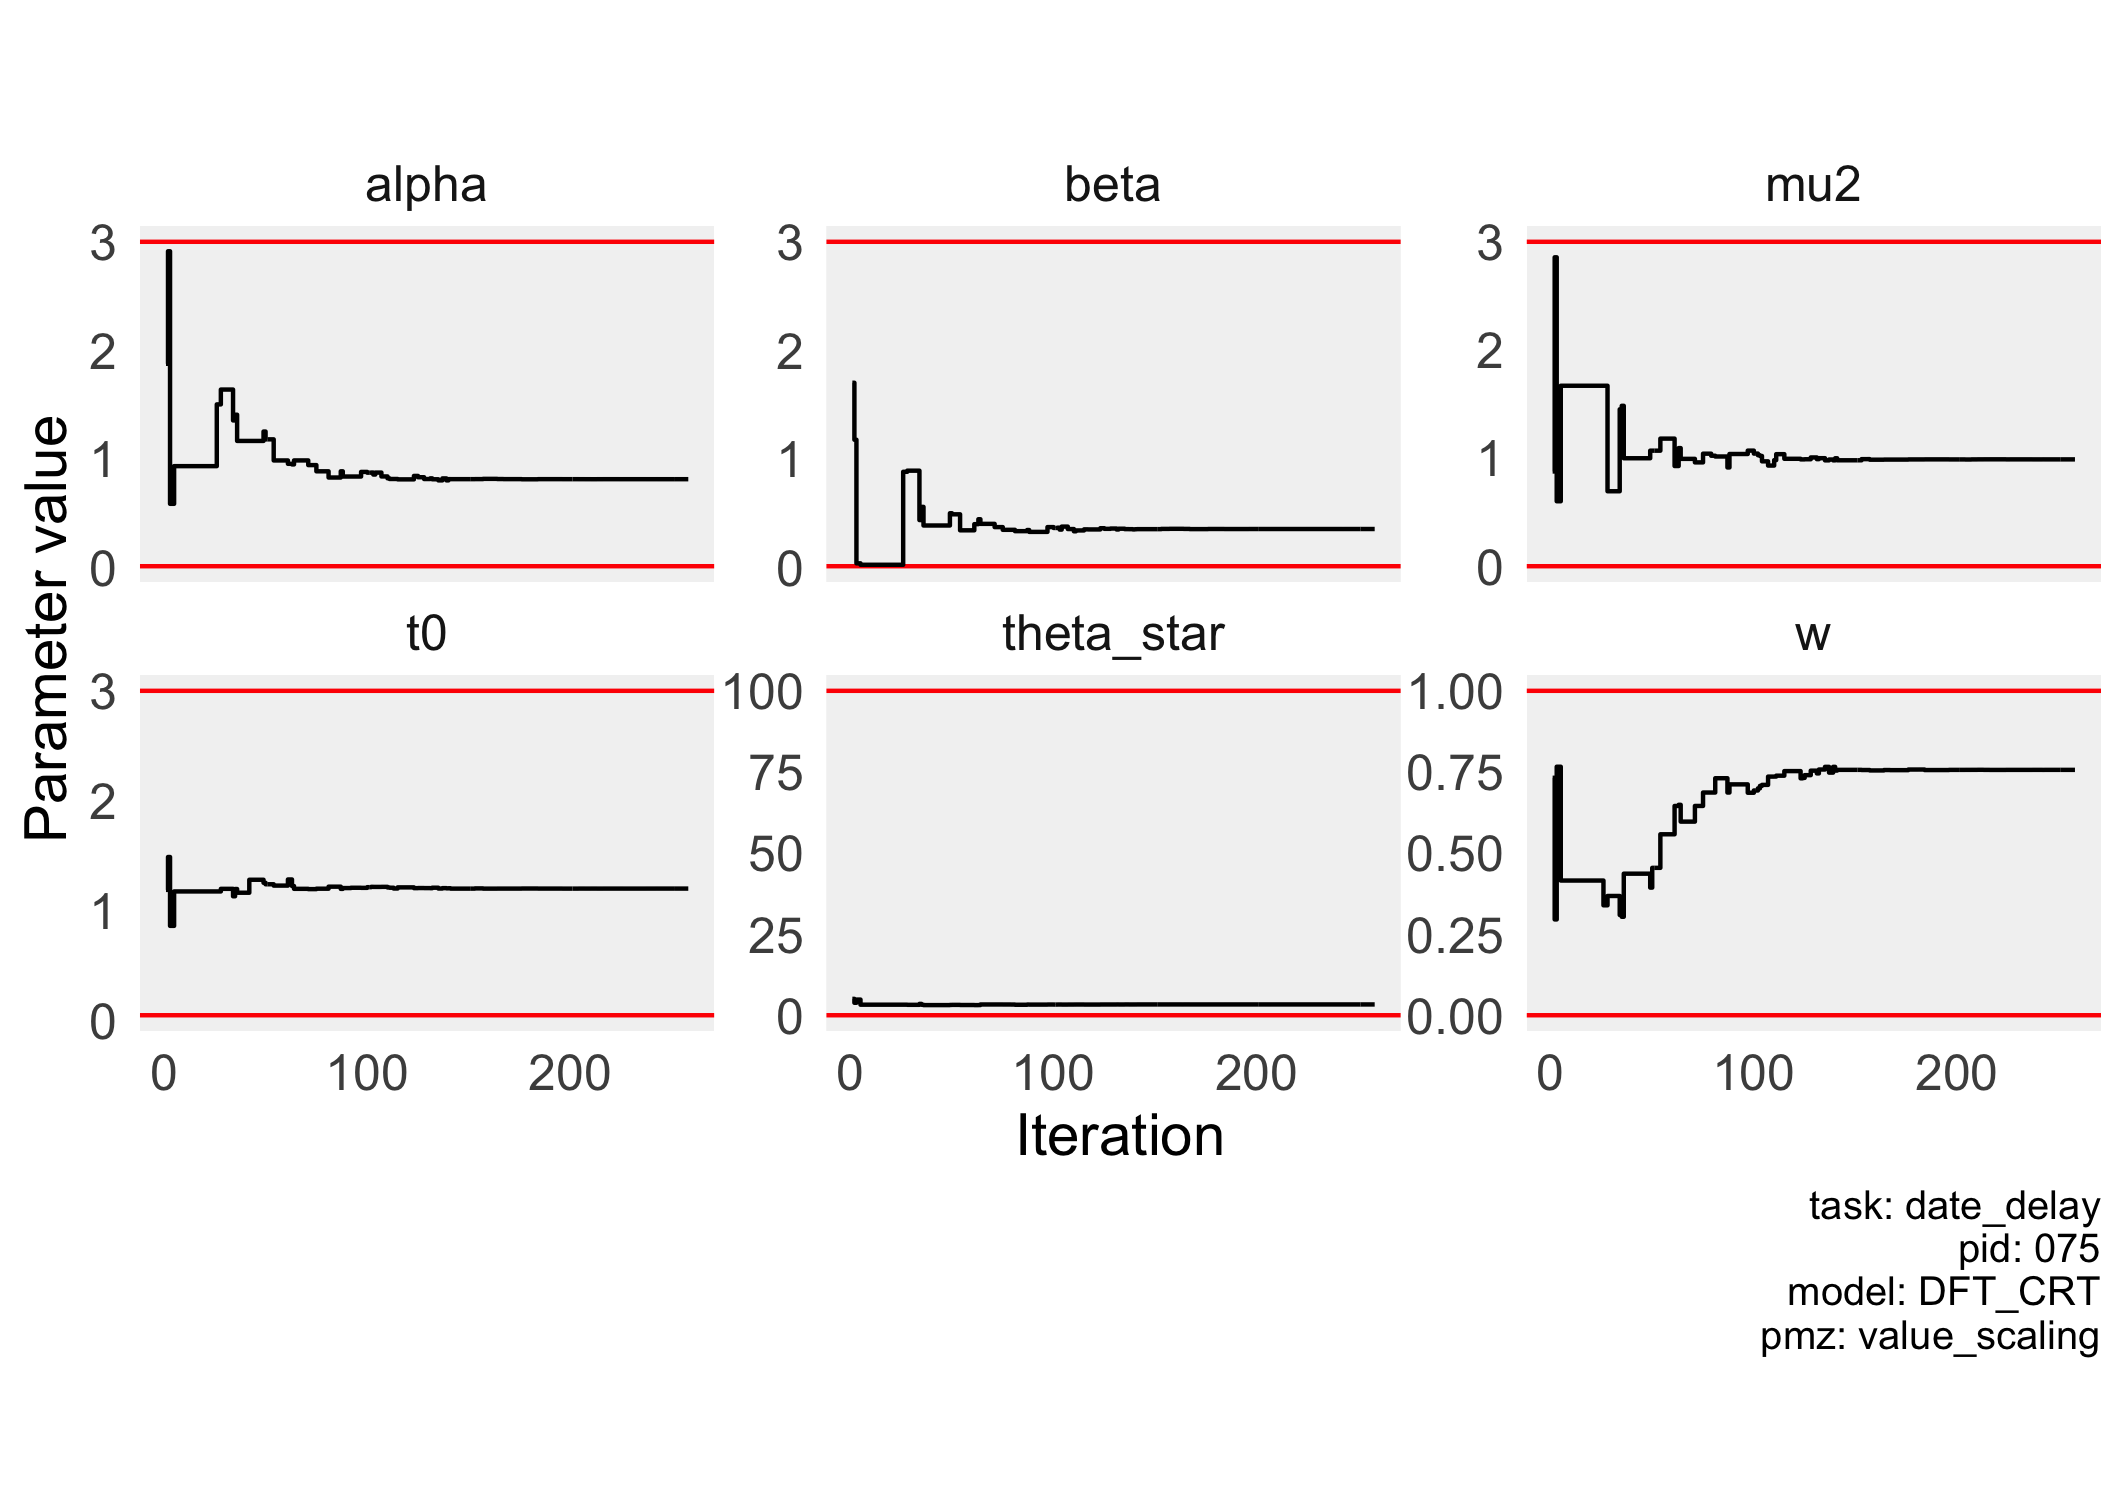 alpha
beta
mu2
3
2
1
0
3
2
1
0
3
2
1
0
t0
theta_star
w
3
2
1
0
100
75
50
25
0
1.00
0.75
0.50
0.25
0.00
0 100 200
0 100 200
0 100 200
Parameter value
Iteration
task: date_delay
pid: 075
model: DFT_CRT
pmz: value_scaling